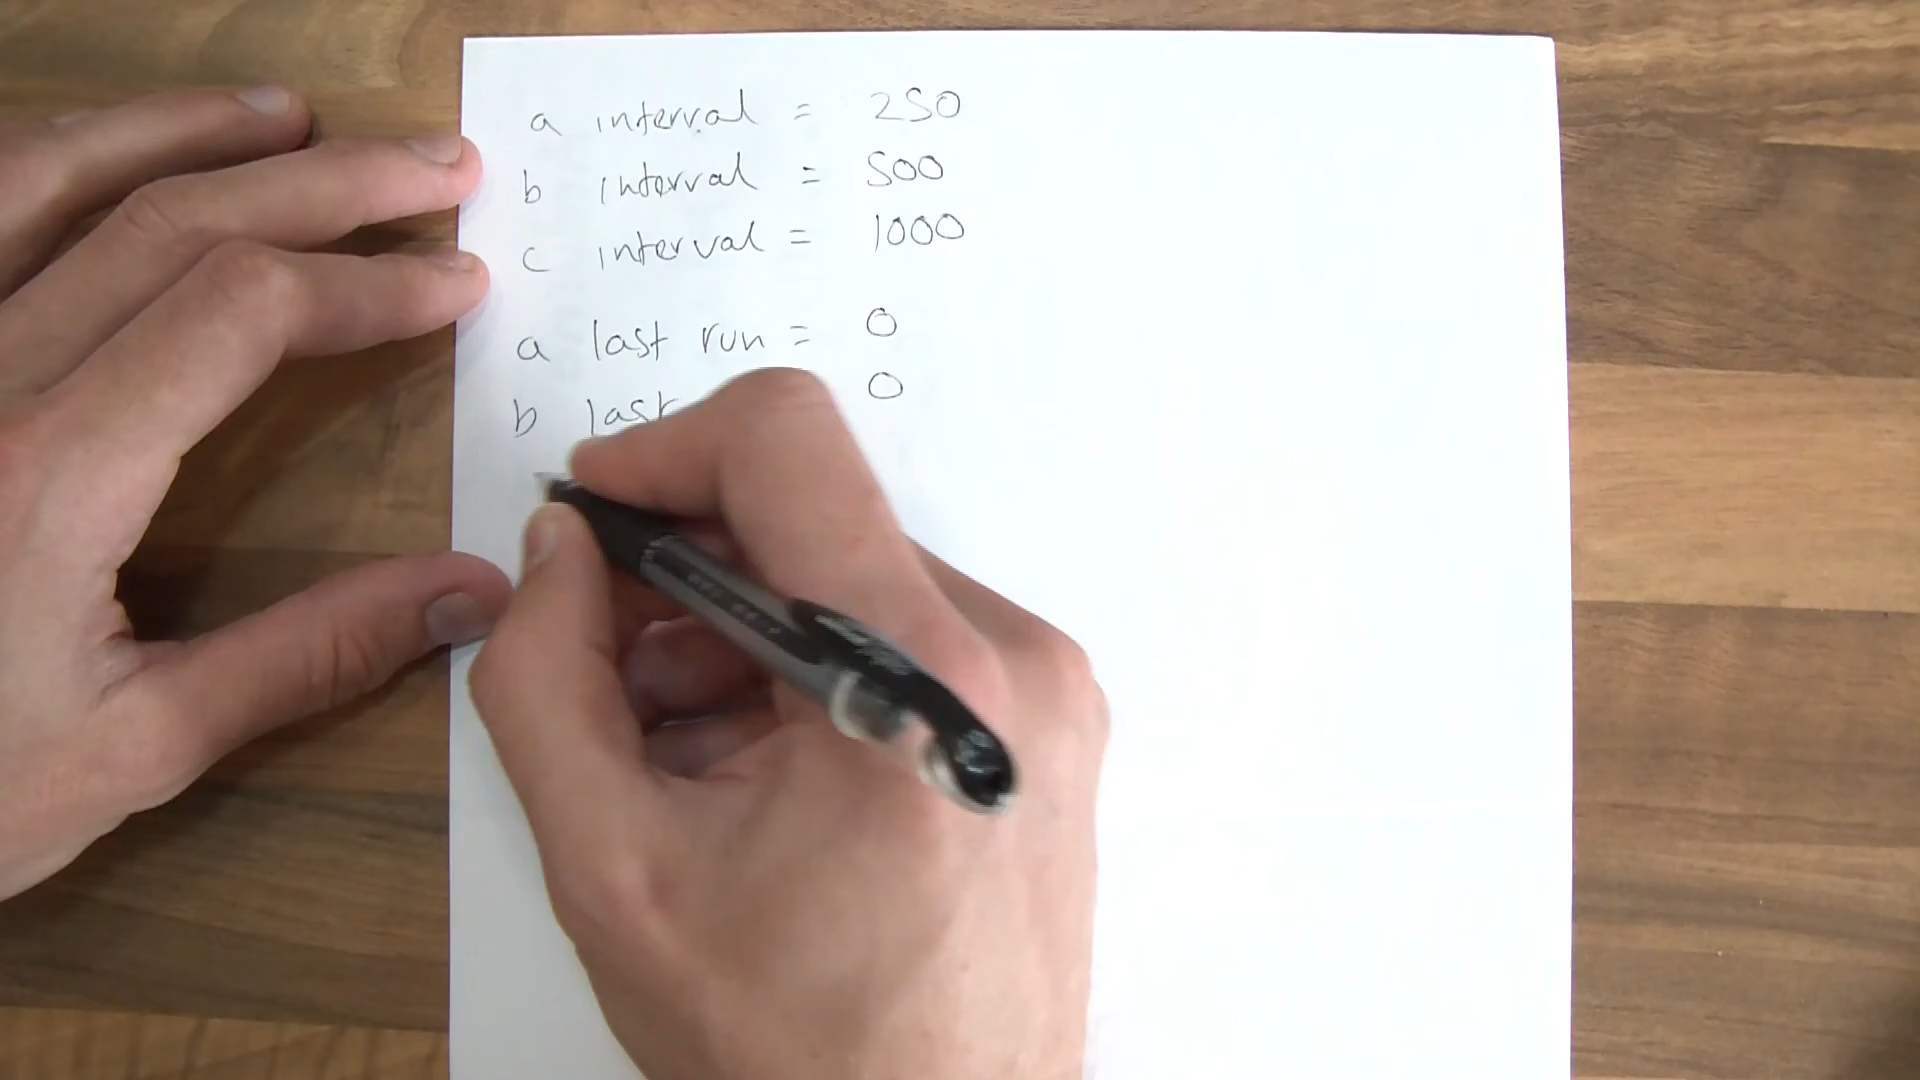 a interval = 250
b interval = 500
c interval = 1000
a last run = 0
b last 0